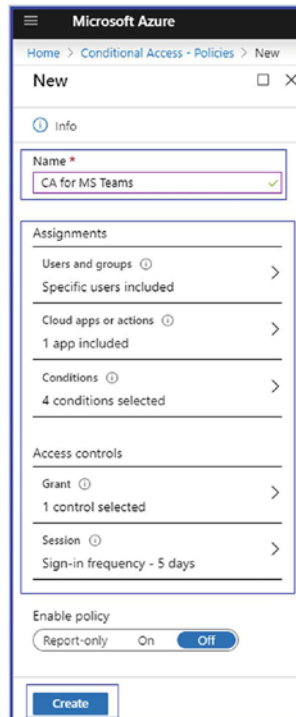 Microsoft Azure
Home > Conditional Access - Policies > New
New
Info
Name *
CA for MS Teams
Assignments
Users and groups
Specific users included
Cloud apps or actions
1 app included
Conditions
4 conditions selected
Access controls
Grant
1 control selected
Session
Sign-in frequency - 5 days
Enable policy
Report-only On Off
Create